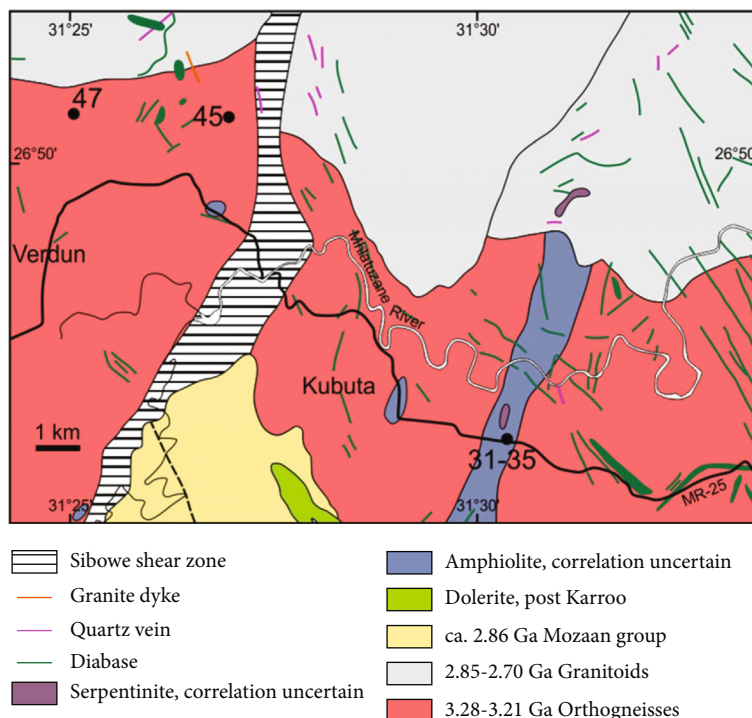 31°25'
31°30'
47
45
26°50'
26°50'
Verdun
Mhlatuzane River
Kubuta
1 km
31-35
MR-25
31°25'
31°30'
Sibowe shear zone
Granite dyke
Quartz vein
Diabase
Serpentinite, correlation uncertain
Amphiolite, correlation uncertain
Dolerite, post Karroo
ca. 2.86 Ga Mozaan group
2.85-2.70 Ga Granitoids
3.28-3.21 Ga Orthogneisses